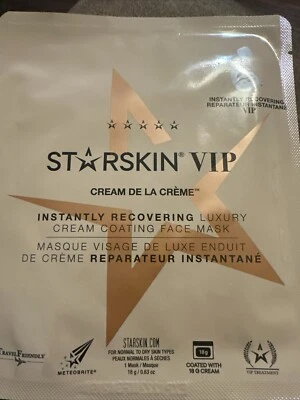 INSTANTLY RECOVERING
REPARATEUR INSTANTANÉ
VIP
STARSKIN® VIP
CREAM DE LA CRÈME™
INSTANTLY RECOVERING LUXURY
CREAM COATING FACE MASK
MASQUE VISAGE DE LUXE ENDUIT
DE CRÈME REPARATEUR INSTANTANÉ
TRAVEL FRIENDLY
METEORBITE®
STARSKIN.COM
FOR NORMAL TO DRY SKIN TYPES
PEAUX NORMALES À SÈCHES
1 Mask / Masque
18 g / 0.63 oz
18g
COATED WITH
18 G CREAM
VIP TREATMENT